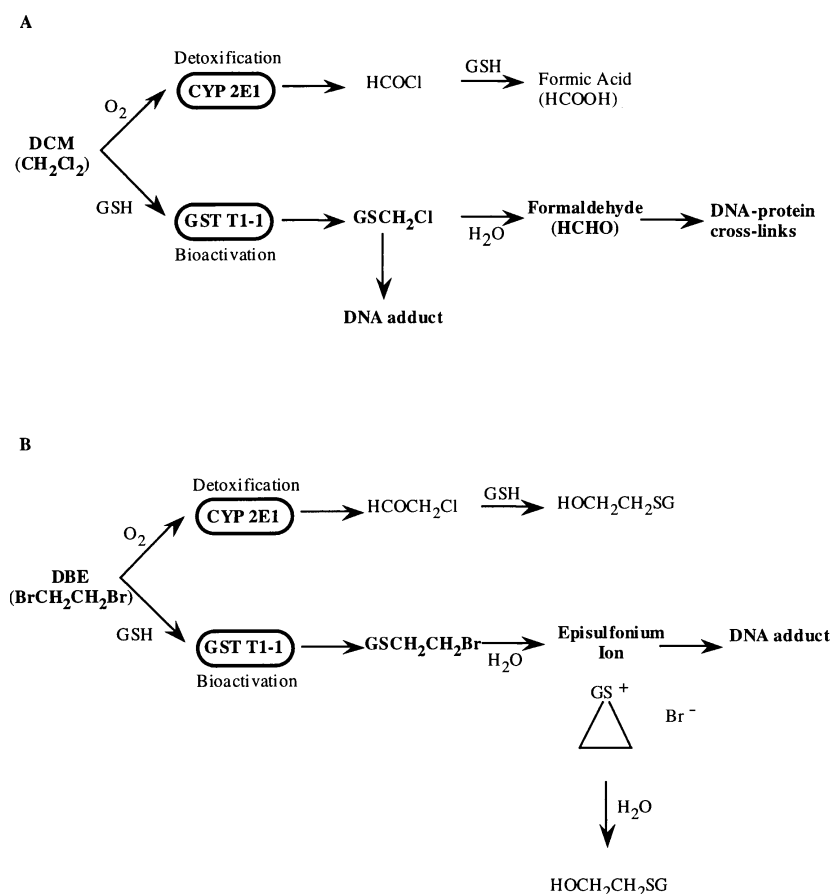 A
Detoxification
CYP 2E1
HCOCl
GSH
Formic Acid
(HCOOH)
O2
DCM
(CH2Cl2)
GSH
GST T1-1
Bioactivation
GSCH2Cl
H2O
Formaldehyde
(HCHO)
DNA-protein
cross-links
DNA adduct
B
Detoxification
CYP 2E1
HCOCH2Cl
GSH
HOCH2CH2SG
O2
DBE
(BrCH2CH2Br)
GSH
GST T1-1
Bioactivation
GSCH2CH2Br
H2O
Episulfonium
Ion
DNA adduct
GS +
Br -
H2O
HOCH2CH2SG